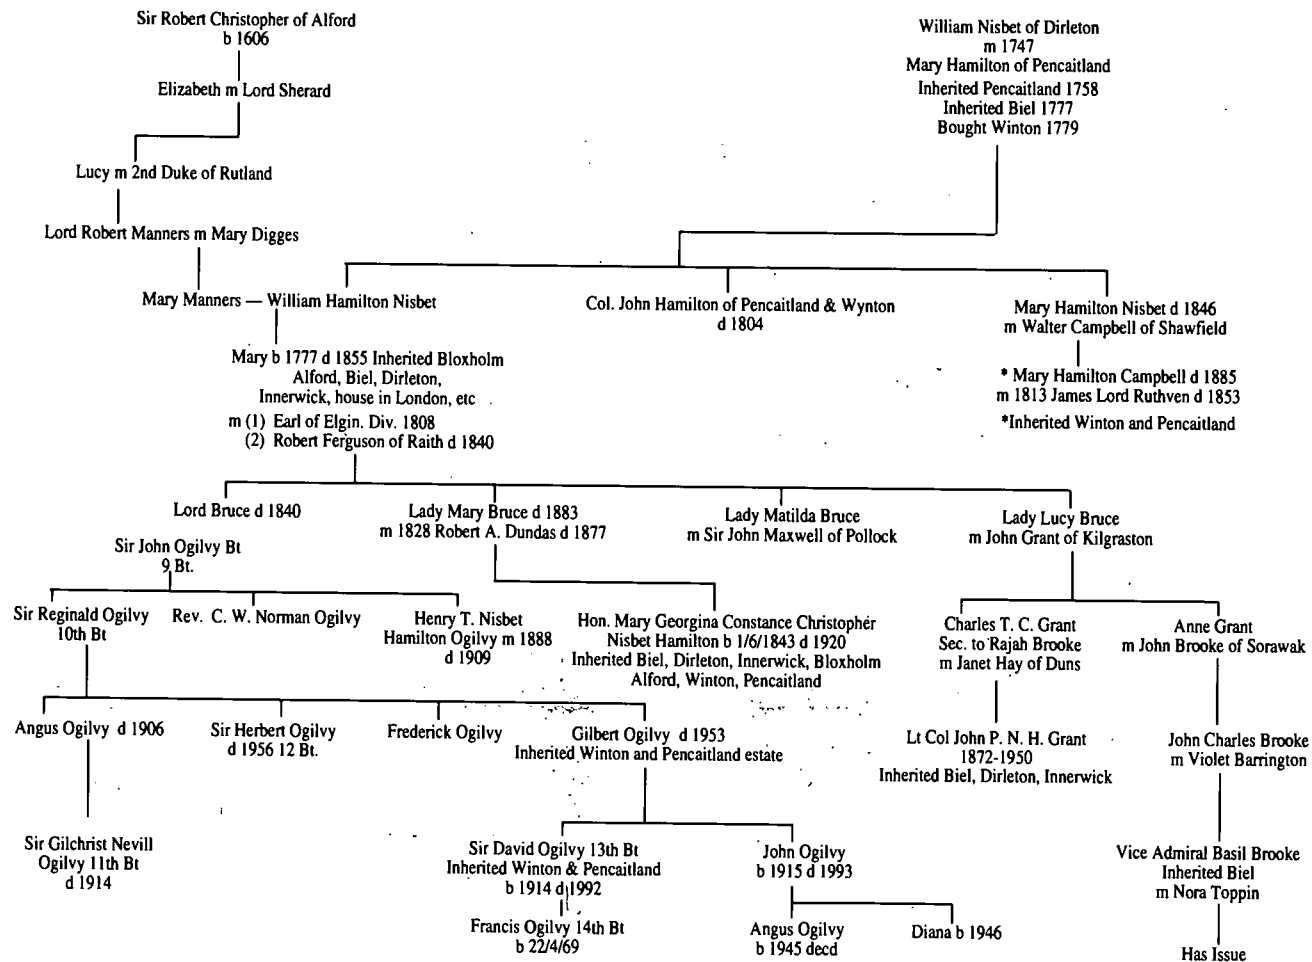 Sir Robert Christopher of Alford
b 1606
Elizabeth m Lord Sherard
Lucy m 2nd Duke of Rutland
Lord Robert Manners m Mary Digges
William Nisbet of Dirleton
m 1747
Mary Hamilton of Pencaitland
Inherited Pencaitland 1758
Inherited Biel 1777
Bought Winton 1779
Mary Manners — William Hamilton Nisbet
Col. John Hamilton of Pencaitland & Wynton
d 1804
Mary Hamilton Nisbet d 1846
m Walter Campbell of Shawfield
Mary b 1777 d 1855 Inherited Bloxholm
Alford, Biel, Dirleton,
Innerwick, house in London, etc
m (1) Earl of Elgin. Div. 1808
(2) Robert Ferguson of Raith d 1840
* Mary Hamilton Campbell d 1885
m 1813 James Lord Ruthven d 1853
*Inherited Winton and Pencaitland
Lord Bruce d 1840
Lady Mary Bruce d 1883
m 1828 Robert A. Dundas d 1877
Lady Matilda Bruce
m Sir John Maxwell of Pollock
Lady Lucy Bruce
m John Grant of Kilgraston
Sir John Ogilvy Bt
9 Bt.
Sir Reginald Ogilvy
10th Bt
Rev. C. W. Norman Ogilvy
Henry T. Nisbet
Hamilton Ogilvy m 1888
d 1909
Hon. Mary Georgina Constance Christopher
Nisbet Hamilton b 1/6/1843 d 1920
Inherited Biel, Dirleton, Innerwick, Bloxholm
Alford, Winton, Pencaitland
Charles T. C. Grant
Sec. to Rajah Brooke
m Janet Hay of Duns
Anne Grant
m John Brooke of Sorawak
Angus Ogilvy d 1906
Sir Herbert Ogilvy
d 1956 12 Bt.
Frederick Ogilvy
Gilbert Ogilvy d 1953
Inherited Winton and Pencaitland estate
Lt Col John P. N. H. Grant
1872-1950
Inherited Biel, Dirleton, Innerwick
John Charles Brooke
m Violet Barrington
Sir Gilchrist Nevill
Ogilvy 11th Bt
d 1914
Sir David Ogilvy 13th Bt
Inherited Winton & Pencaitland
b 1914 d 1992
John Ogilvy
b 1915 d 1993
Vice Admiral Basil Brooke
Inherited Biel
m Nora Toppin
Francis Ogilvy 14th Bt
b 22/4/69
Angus Ogilvy
b 1945 decd
Diana b 1946
Has Issue